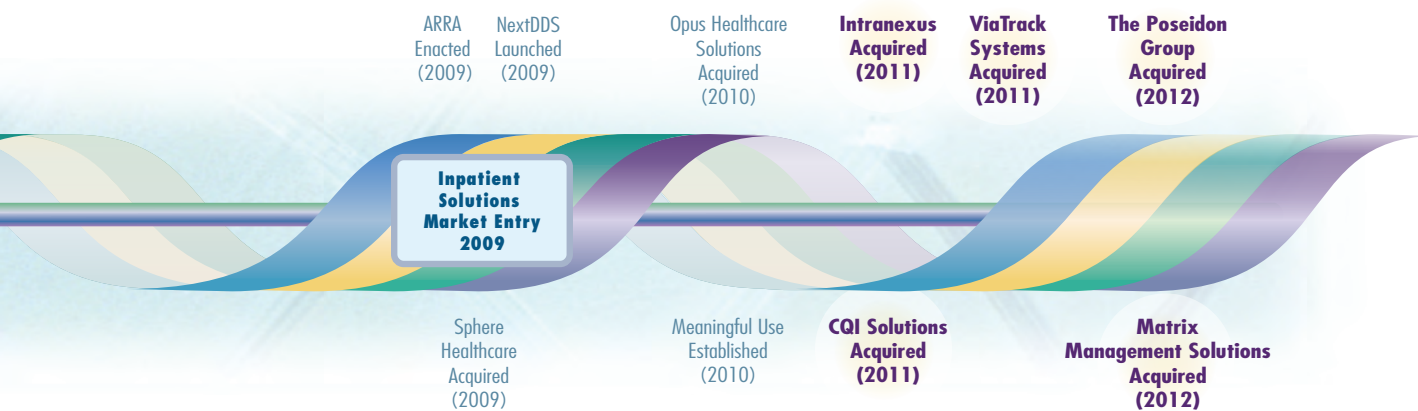 ARRA
Enacted
(2009)
NextDDS
Launched
(2009)
Opus Healthcare
Solutions
Acquired
(2010)
Intranexus
Acquired
(2011)
ViaTrack
Systems
Acquired
(2011)
The Poseidon
Group
Acquired
(2012)
Inpatient
Solutions
Market Entry
2009
Sphere
Healthcare
Acquired
(2009)
Meaningful Use
Established
(2010)
CQI Solutions
Acquired
(2011)
Matrix
Management Solutions
Acquired
(2012)